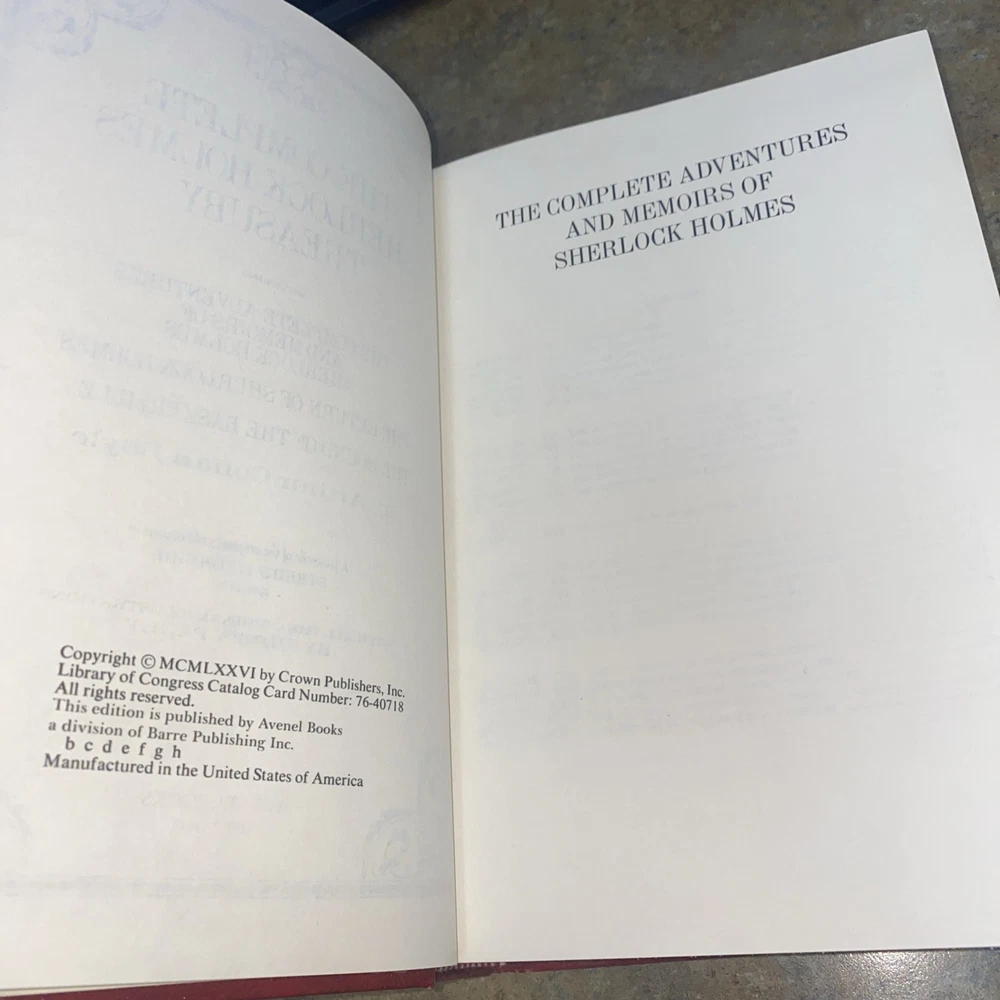 Copyright © MCMLXXVI by Crown Publishers, Inc.
Library of Congress Catalog Card Number: 76-40718
All rights reserved.
This edition is published by Avenel Books
a division of Barre Publishing Inc.
b c d e f g h
Manufactured in the United States of America
THE COMPLETE ADVENTURES
AND MEMOIRS OF
SHERLOCK HOLMES